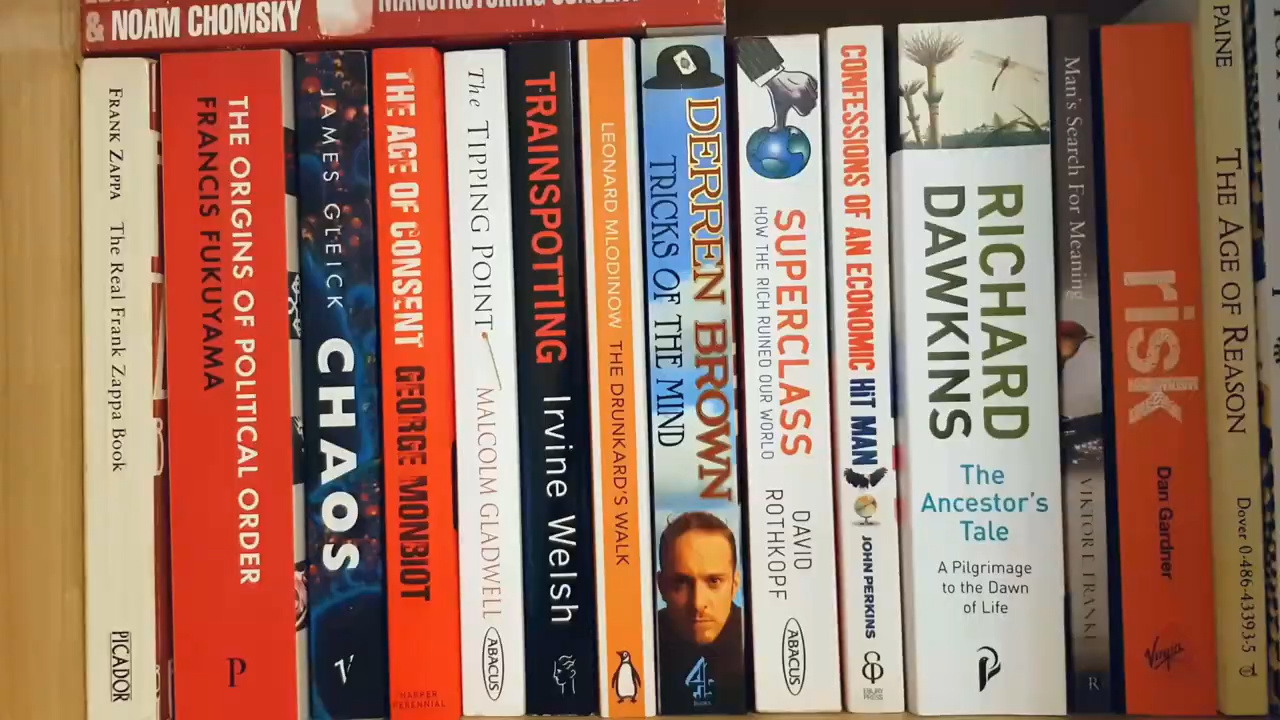 & NOAM CHOMSKY
MANUFACTURING CONSENT
FRANK ZAPPA The Real Frank Zappa Book PICADOR
THE ORIGINS OF POLITICAL ORDER
FRANCIS FUKUYAMA
P
JAMES GLEICK CHAOS
V
THE AGE OF CONSENT GEORGE MONBIOT
HARPER PERENNIAL
The TIPPING POINT MALCOLM GLADWELL ABACUS
TRAINSPOTTING Irvine Welsh
LEONARD MLODINOW THE DRUNKARD'S WALK
DERREN BROWN
TRICKS OF THE MIND
4
BOOKS
SUPERCLASS
HOW THE RICH RUINED OUR WORLD
DAVID
ROTHKOPF
ABACUS
CONFESSIONS OF AN ECONOMIC HiT MAN JOHN PERKINS
EBURY
PRESS
RICHARD
DAWKINS
The
Ancestor's
Tale
A Pilgrimage
to the Dawn
of Life
Man's Search For Meaning VIKTOR E. FRANKL
R
risk Dan Gardner
Virgin
PAINE THE AGE OF REASON Dover 0-486-43393-5